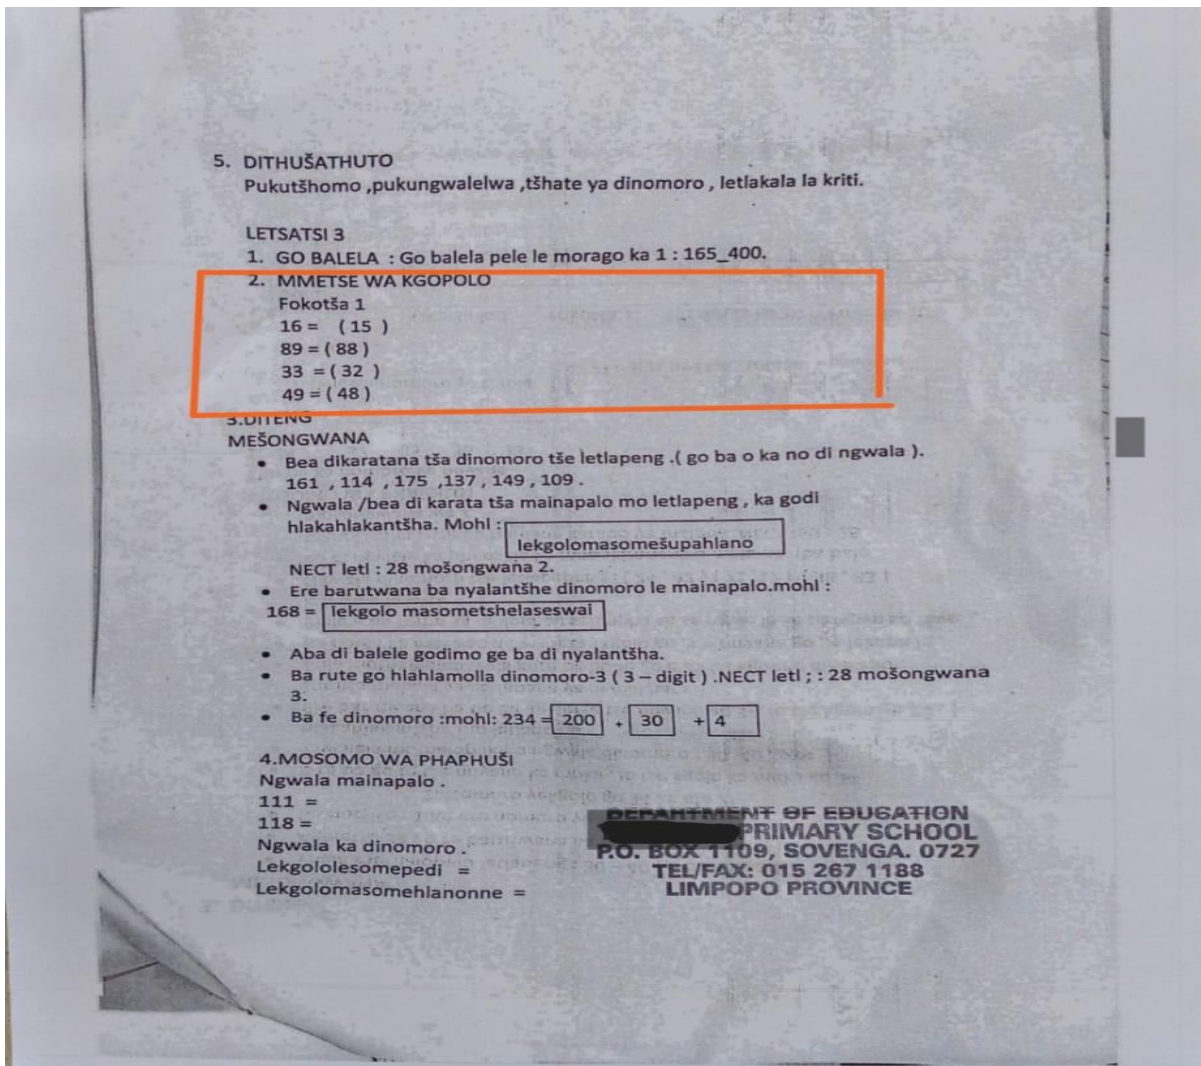 5. DITHUŠATHUTO
Pukutšhomo ,pukungwalelwa ,tšhate ya dinomoro , letlakala la kriti.
LETSATSI 3
1. GO BALELA : Go balela pele le morago ka 1 : 165_400.
2. MMETSE WA KGOPOLO
Fokotša 1
16 = ( 15 )
89 = ( 88 )
33 = ( 32 )
49 = ( 48 )
3.DITENG
MEŠONGWANA
• Bea dikaratana tša dinomoro tše letlapeng .( go ba o ka no di ngwala ).
161 , 114 , 175 ,137 , 149 , 109 .
• Ngwala /bea di karata tša mainapalo mo letlapeng , ka godi
hlakahlakantšha. Mohl :
lekgolomasomešupahlano
NECT letl : 28 mošongwana 2.
• Ere barutwana ba nyalantšhe dinomoro le mainapalo.mohl :
168 = lekgolo masometshelaseswai
• Aba di balele godimo ge ba di nyalantšha.
• Ba rute go hlahlamolla dinomoro-3 ( 3 – digit ) .NECT letl ; : 28 mošongwana
3.
• Ba fe dinomoro :mohl: 234 = 200 + 30 + 4
4.MOSOMO WA PHAPHUŠI
Ngwala mainapalo .
111 =
118 =
Ngwala ka dinomoro .
Lekgololesomepedi =
Lekgolomasomehlanonne =
DEPARTMENT OF EDUCATION
PRIMARY SCHOOL
P.O. BOX 1109, SOVENGA. 0727
TEL/FAX: 015 267 1188
LIMPOPO PROVINCE